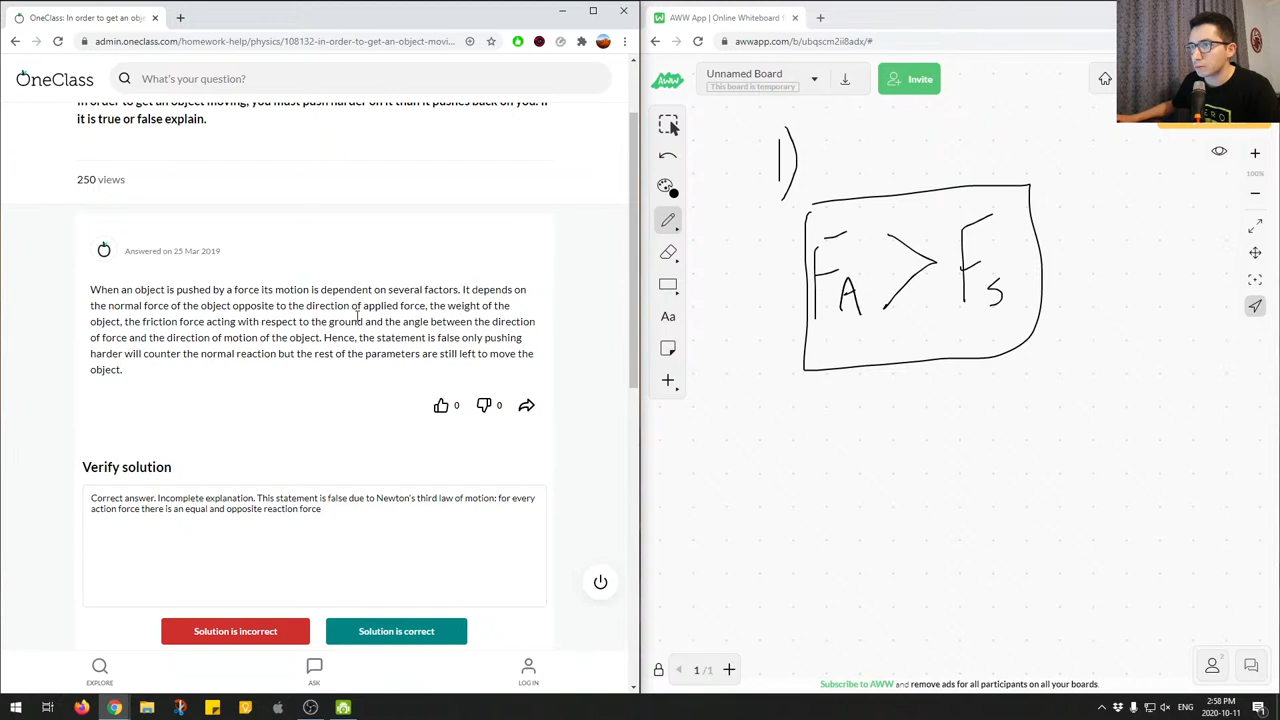 OneClass: In order to get an obje
AWW App | Online Whiteboard f
admin.oneclass.com/homework-help/physics/108132-in-order-to-get-an-object-movi...
awwapp.com/b/ubqscm2ii8adx/#
OneClass
What's your question?
Unnamed Board
This board is temporary
Invite
In order to get an object moving, you must push harder on it than it pushes back on you. If
it is true or false explain.
250 views
100%
1)
FA > Fs
Answered on 25 Mar 2019
When an object is pushed by a force its motion is dependent on several factors. It depends on
the normal force of the object opposite to the direction of applied force, the weight of the
object, the friction force acting with respect to the ground and the angle between the direction
of force and the direction of motion of the object. Hence, the statement is false only pushing
harder will counter the normal reaction but the rest of the parameters are still left to move the
object.
Aa
0 0
Verify solution
Correct answer. Incomplete explanation. This statement is false due to Newton's third law of motion: for every
action force there is an equal and opposite reaction force
Solution is incorrect
Solution is correct
EXPLORE
ASK
LOG IN
1 /1
Subscribe to AWW and remove ads for all participants on all your boards.
ENG
2:58 PM
2020-10-11